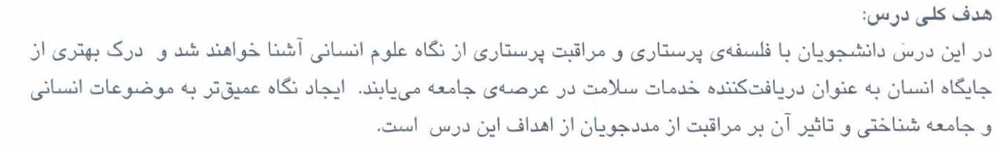 هدف کلی درس:
در این درس دانشجویان با فلسفه‌ی پرستاری و مراقبت پرستاری از نگاه علوم انسانی آشنا خواهند شد و درک بهتری از
جایگاه انسان به عنوان دریافت‌کننده خدمات سلامت در عرصه‌ی جامعه می‌یابند. ایجاد نگاه عمیق‌تر به موضوعات انسانی
و جامعه شناختی و تاثیر آن بر مراقبت از مددجویان از اهداف این درس است.